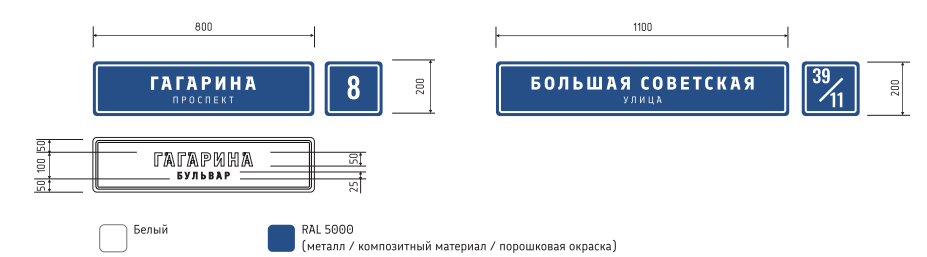 800
1100
ГАГАРИНА
ПРОСПЕКТ
8
200
БОЛЬШАЯ СОВЕТСКАЯ
УЛИЦА
39/11
200
50
100
50
ГАГАРИНА
БУЛЬВАР
50
25
Белый
RAL 5000
(металл / композитный материал / порошковая окраска)